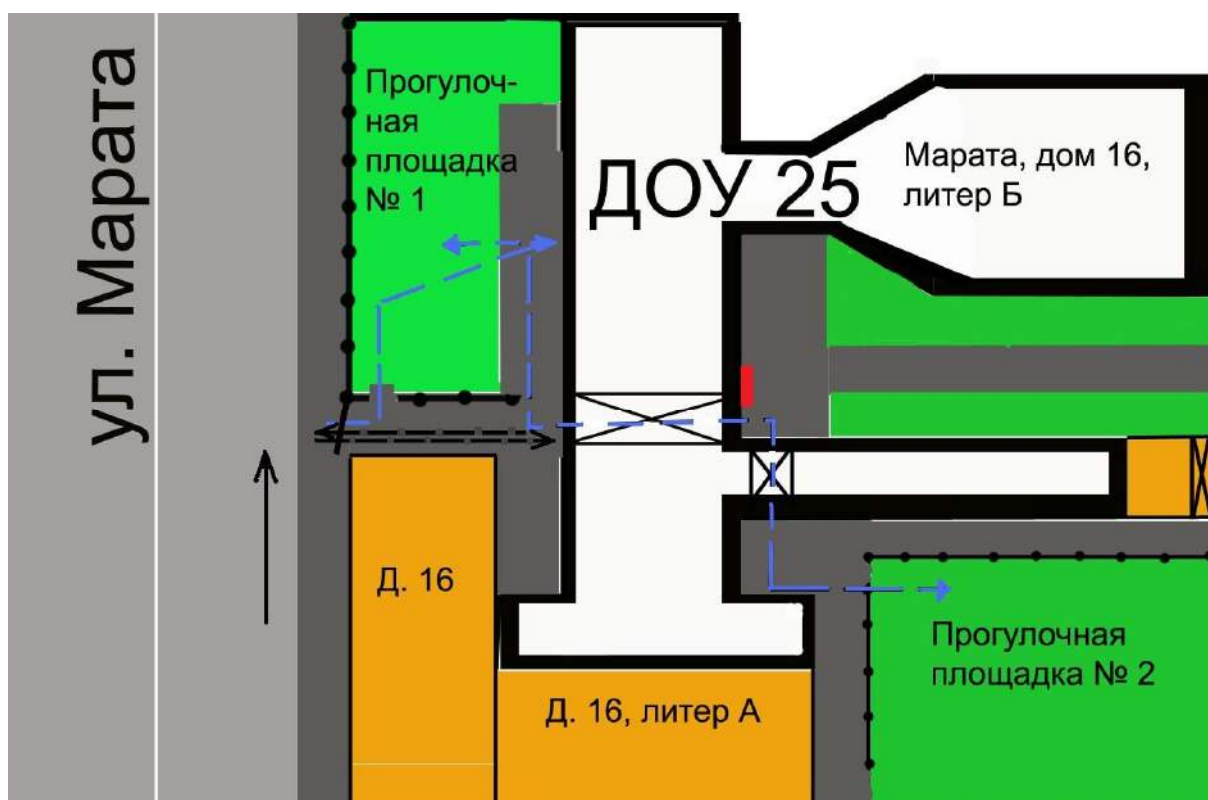 ул. Марата
Прогулоч-
ная
площадка
№ 1
ДОУ 25
Марата, дом 16,
литер Б
Д. 16
Д. 16, литер А
Прогулочная
площадка № 2